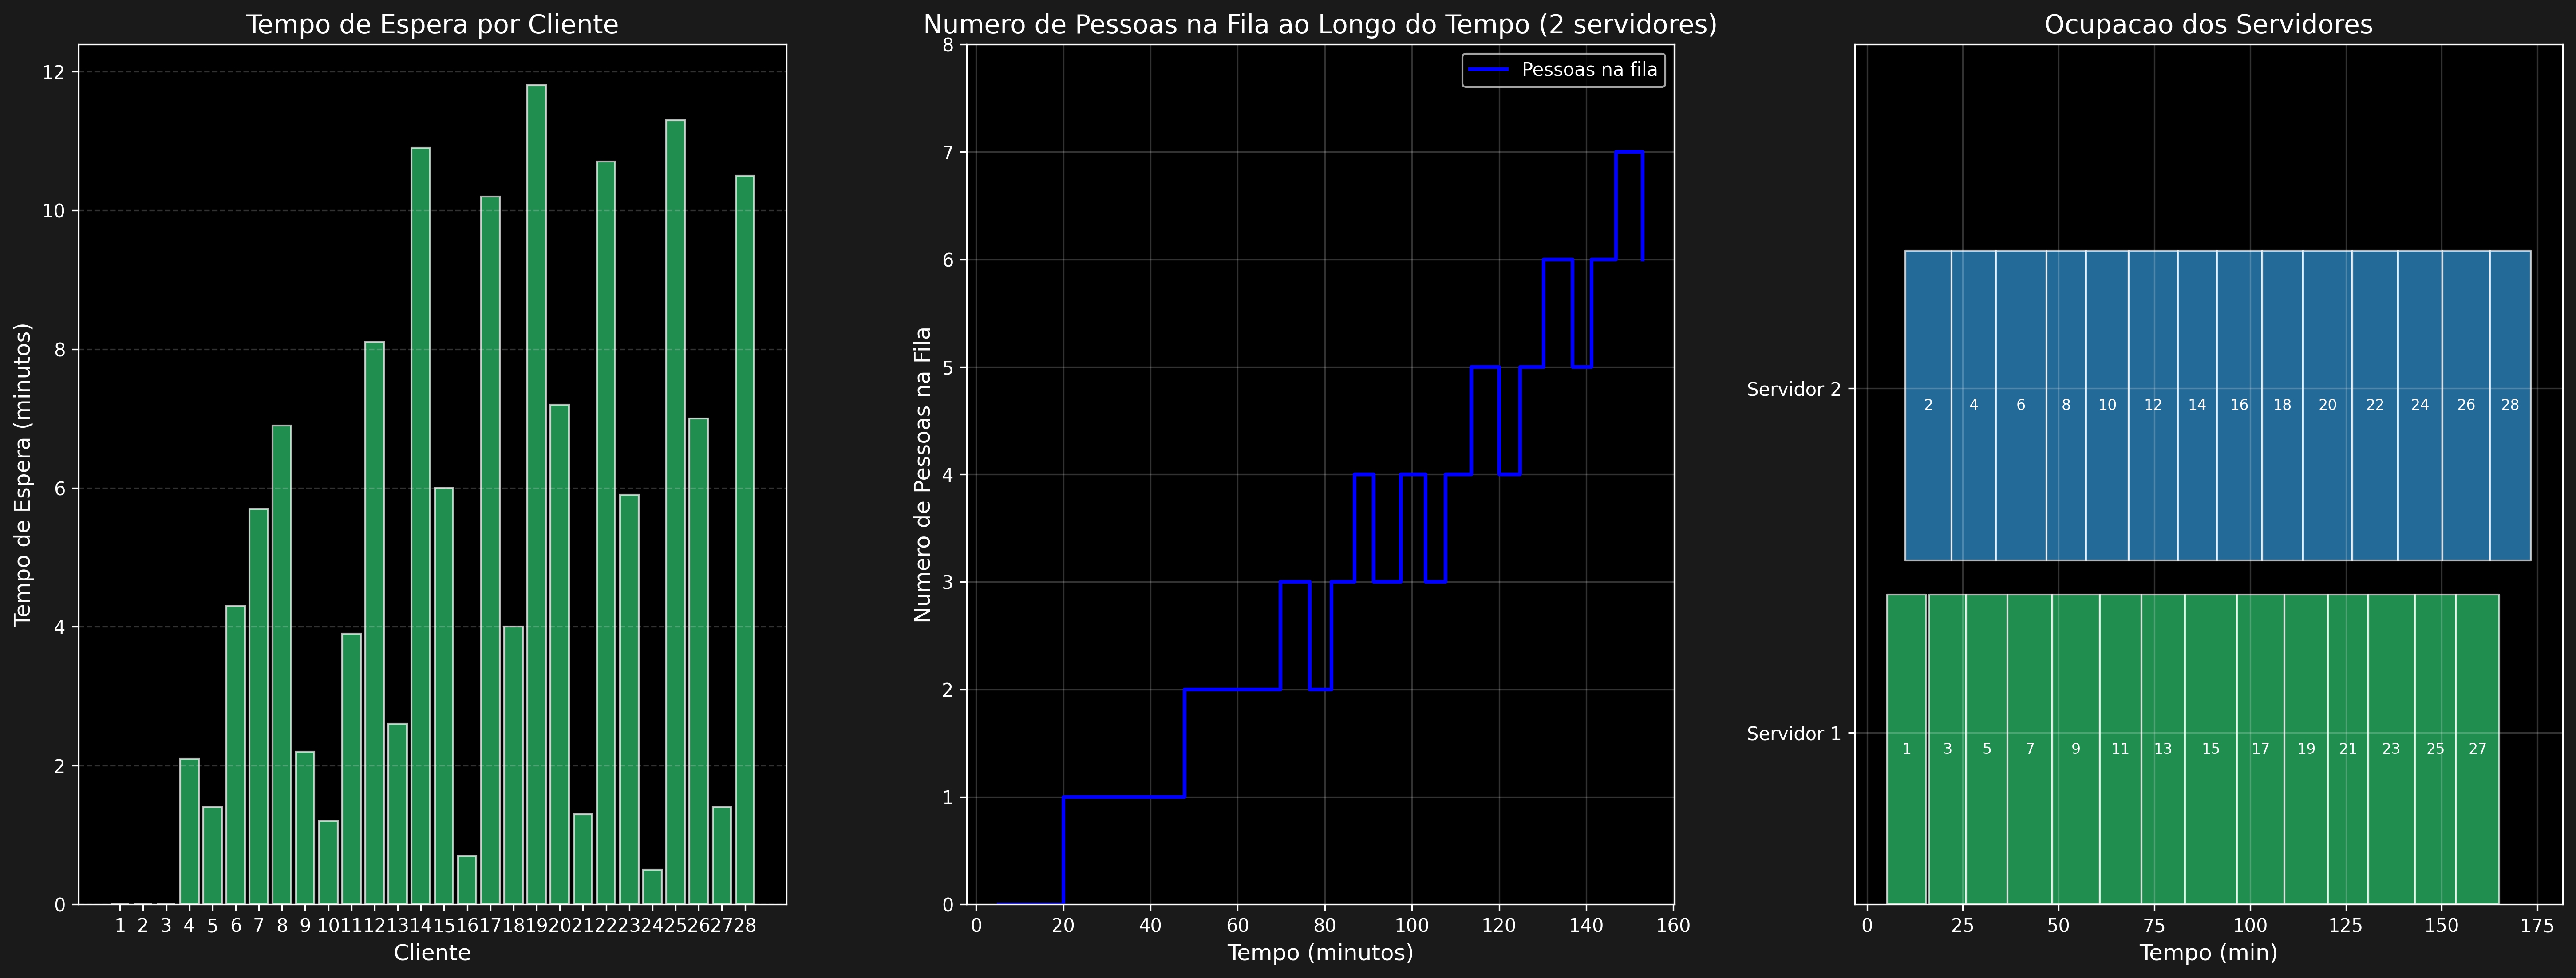 Tempo de Espera por Cliente
Tempo de Espera (minutos)
12
10
8
6
4
2
0
1 2 3 4 5 6 7 8 9 10 11 12 13 14 15 16 17 18 19 20 21 22 23 24 25 26 27 28
Cliente
Numero de Pessoas na Fila ao Longo do Tempo (2 servidores)
Pessoas na fila
Numero de Pessoas na Fila
8
7
6
5
4
3
2
1
0
0 20 40 60 80 100 120 140 160
Tempo (minutos)
Ocupacao dos Servidores
Servidor 2
2 4 6 8 10 12 14 16 18 20 22 24 26 28
Servidor 1
1 3 5 7 9 11 13 15 17 19 21 23 25 27
0 25 50 75 100 125 150 175
Tempo (min)